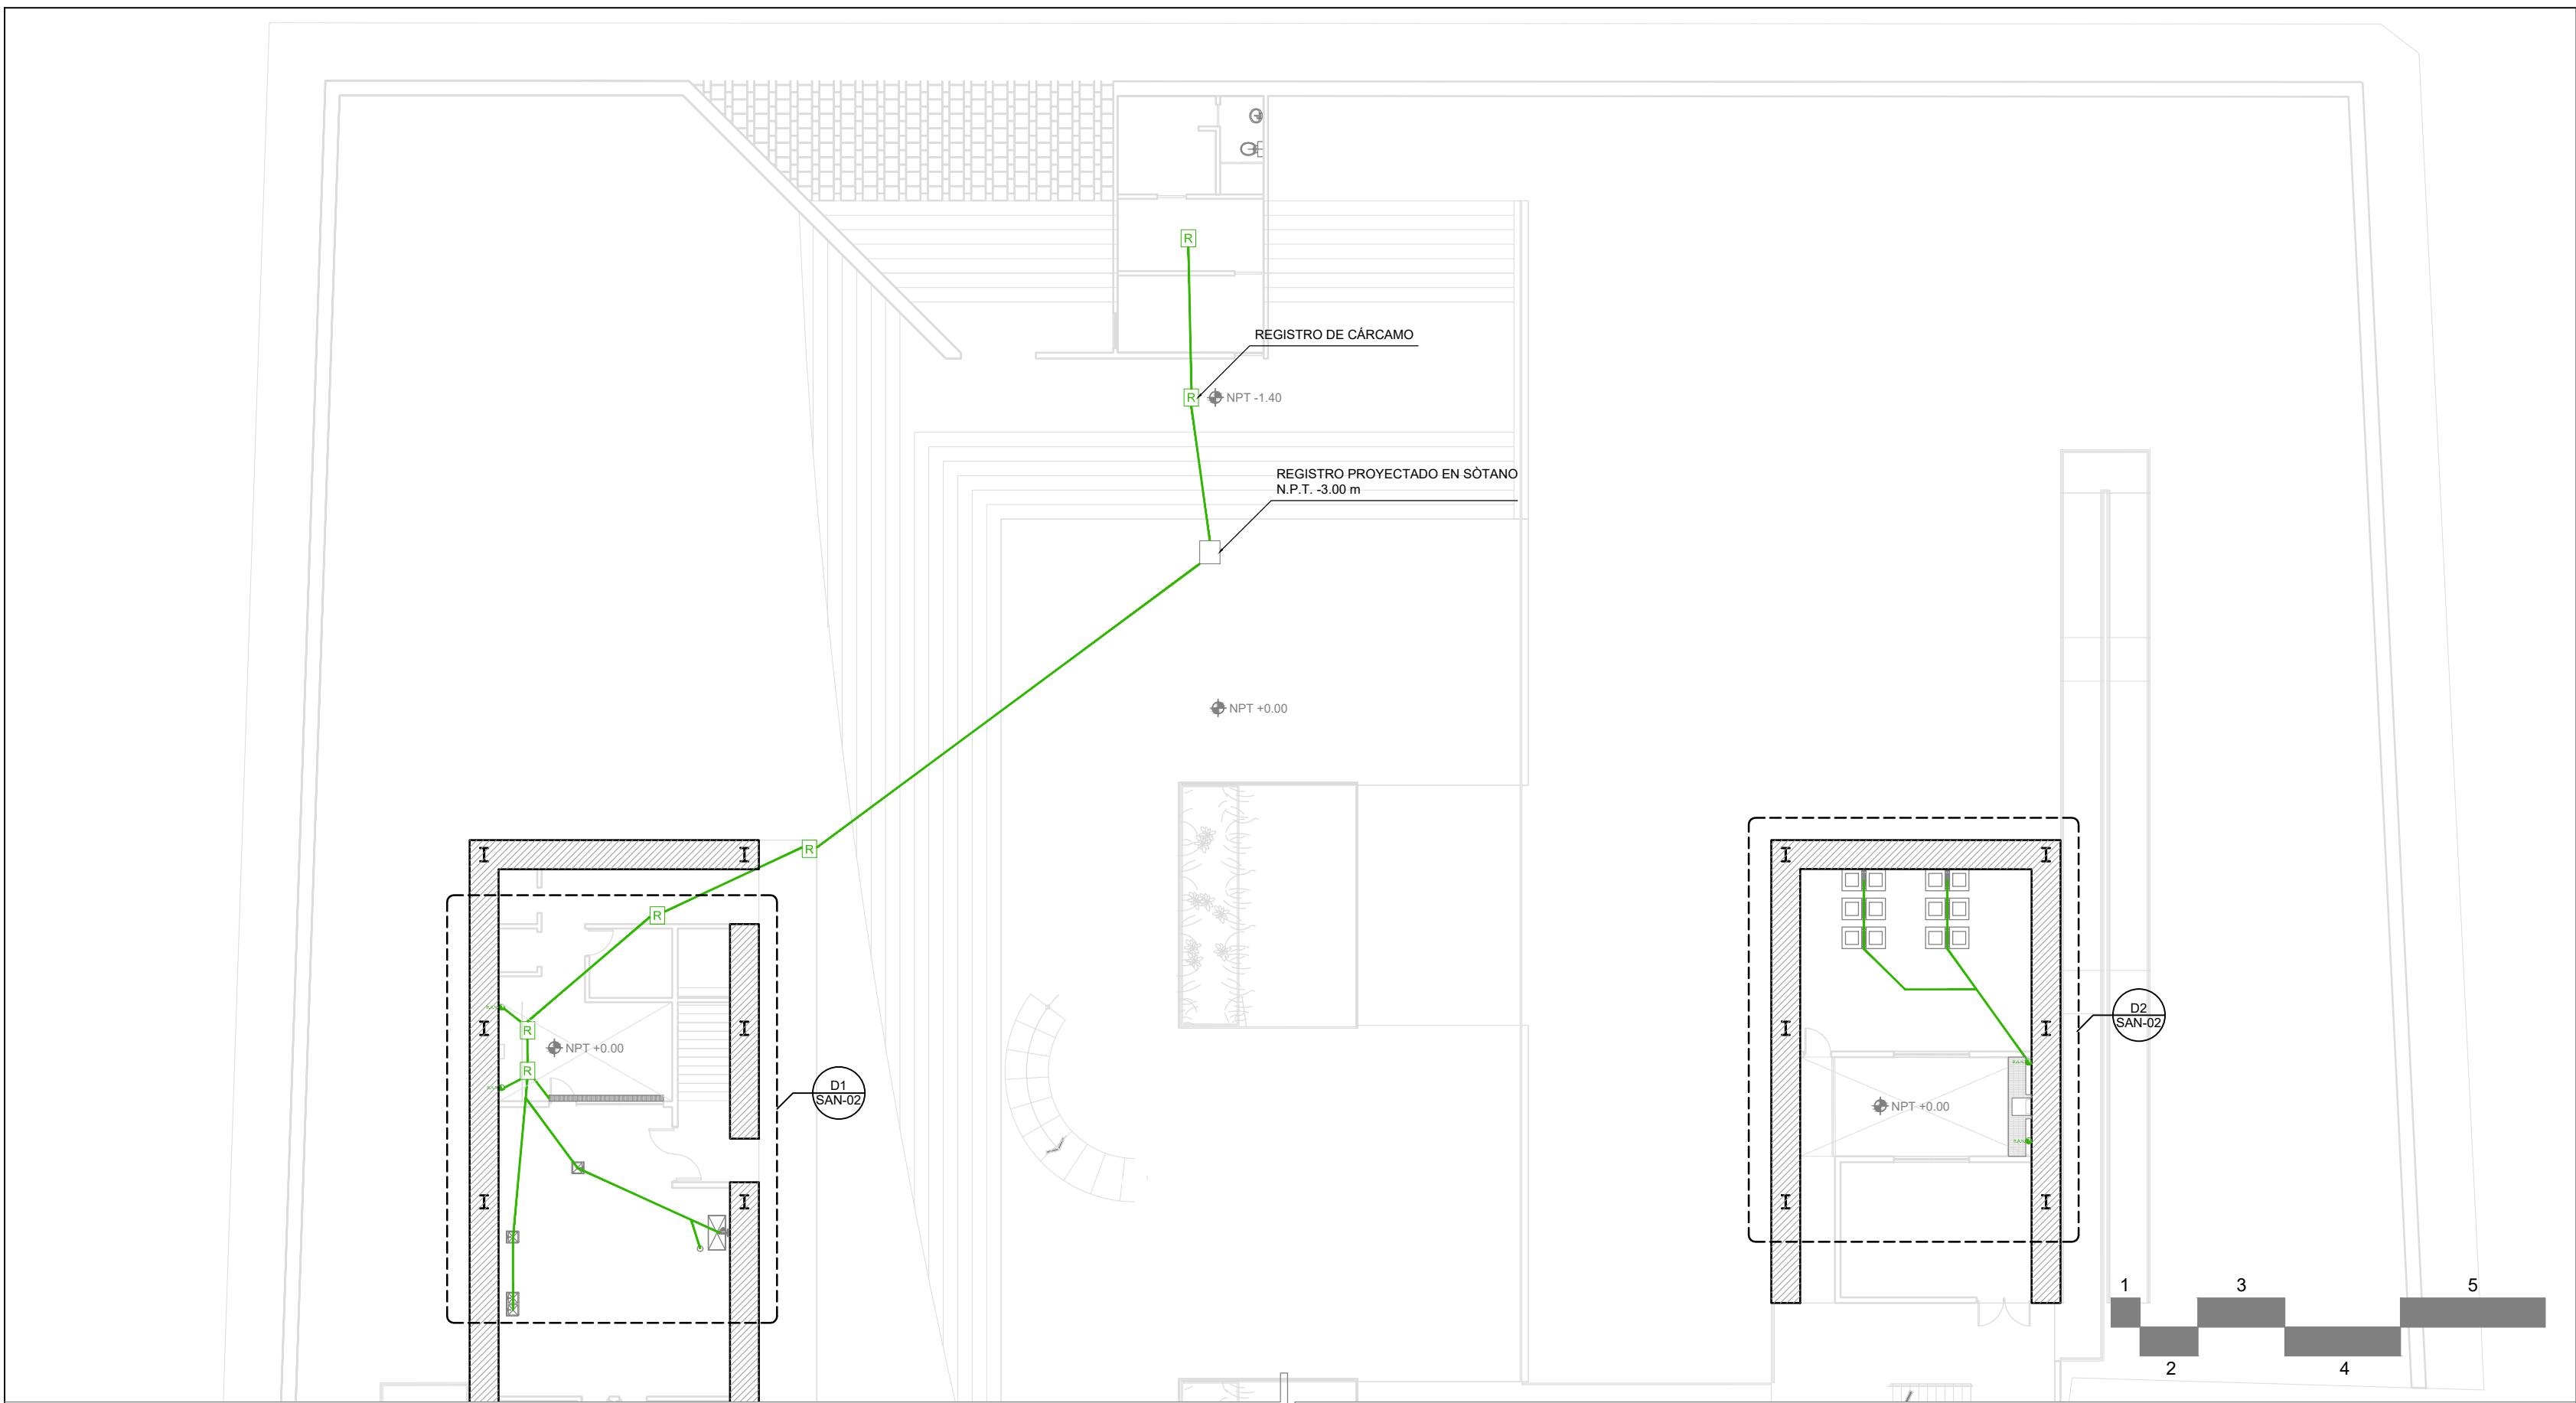 R
REGISTRO DE CÁRCAMO
R
NPT -1.40
REGISTRO PROYECTADO EN SÒTANO
N.P.T. -3.00 m
NPT +0.00
R
R
R
NPT +0.00
R
D1
SAN-02
D2
SAN-02
NPT +0.00
1
3
5
2
4